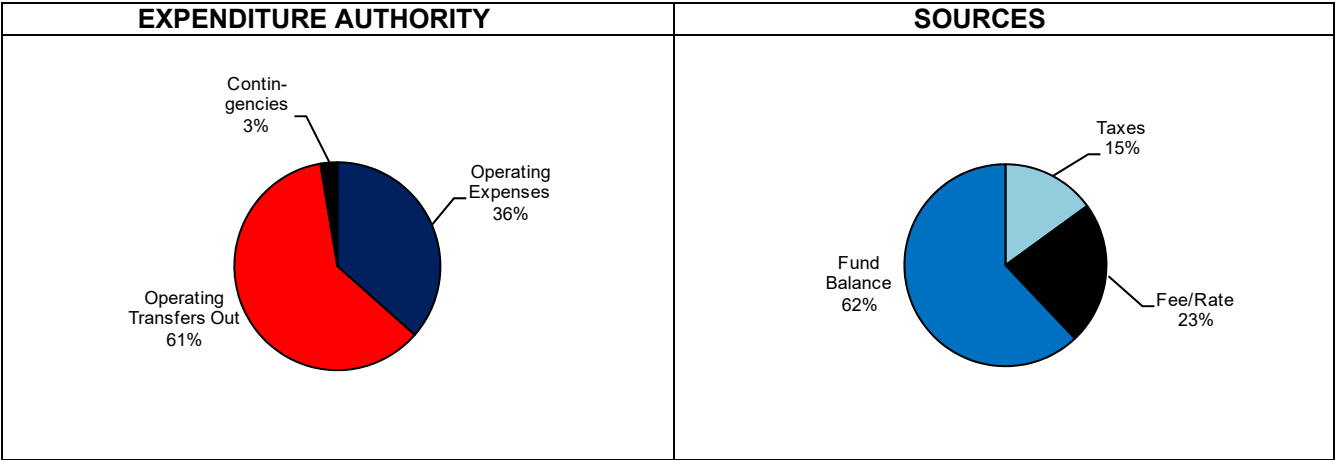 EXPENDITURE AUTHORITY
Contin-
gencies
3%
Operating
Expenses
36%
Operating
Transfers Out
61%
SOURCES
Taxes
15%
Fund
Balance
62%
Fee/Rate
23%